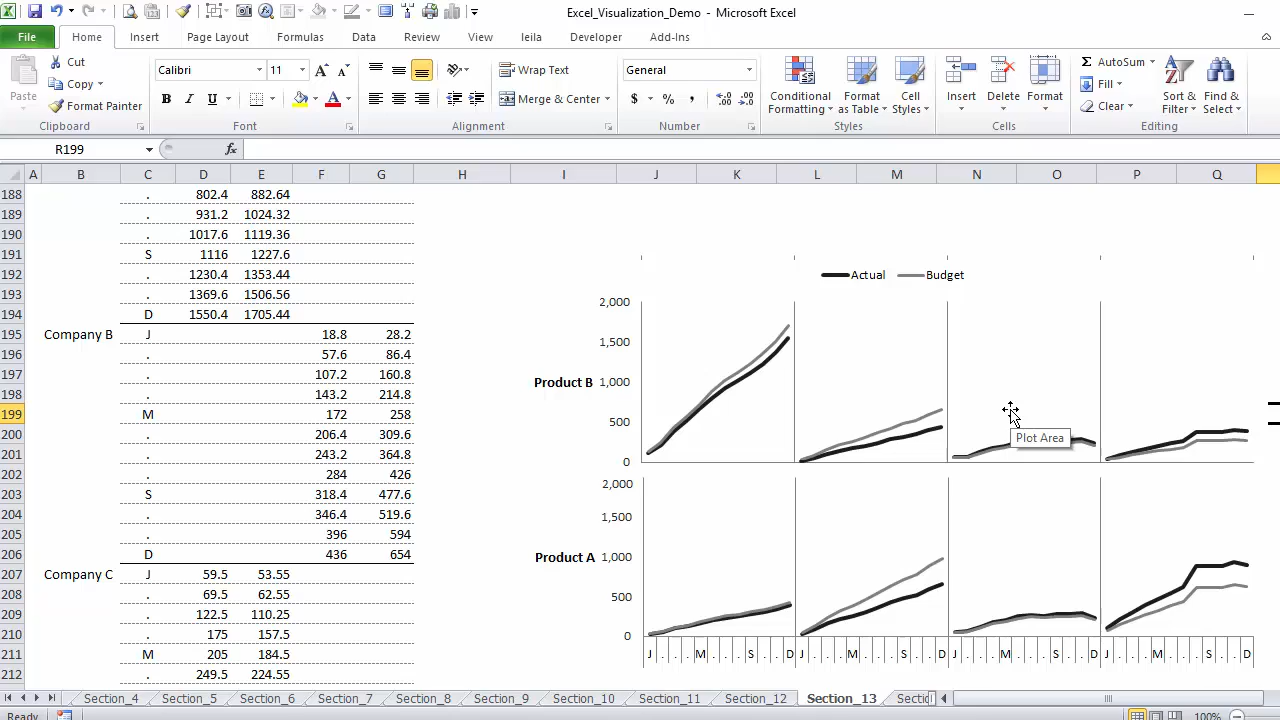 Excel_Visualization_Demo - Microsoft Excel
File Home Insert Page Layout Formulas Data Review View leila Developer Add-Ins
Paste
Cut
Copy
Format Painter
Clipboard
Calibri 11
B I U
Font
Wrap Text
Merge & Center
Alignment
General
$ % ,
Number
Conditional Formatting
Format as Table
Cell Styles
Styles
Insert Delete Format
Cells
AutoSum
Fill
Clear
Sort & Filter
Find & Select
Editing
R199 fx
A B C D E F G H I J K L M N O P Q
188 . 802.4 882.64
189 . 931.2 1024.32
190 . 1017.6 1119.36
191 S 1116 1227.6
192 . 1230.4 1353.44
193 . 1369.6 1506.56
194 D 1550.4 1705.44
195 Company B J 18.8 28.2
196 . 57.6 86.4
197 . 107.2 160.8
198 . 143.2 214.8
199 M 172 258
200 . 206.4 309.6
201 . 243.2 364.8
202 . 284 426
203 S 318.4 477.6
204 . 346.4 519.6
205 . 396 594
206 D 436 654
207 Company C J 59.5 53.55
208 . 69.5 62.55
209 . 122.5 110.25
210 . 175 157.5
211 M 205 184.5
212 . 249.5 224.55
Actual Budget
2,000
1,500
Product B 1,000
500
0
Plot Area
2,000
1,500
Product A 1,000
500
0
J . . . M . . . S . . D J . . . M . . . S . . D J . . . M . . . S . . D J . . . M . . . S . . D
Section_4 Section_5 Section_6 Section_7 Section_8 Section_9 Section_10 Section_11 Section_12 Section_13 Secti
Ready 100%